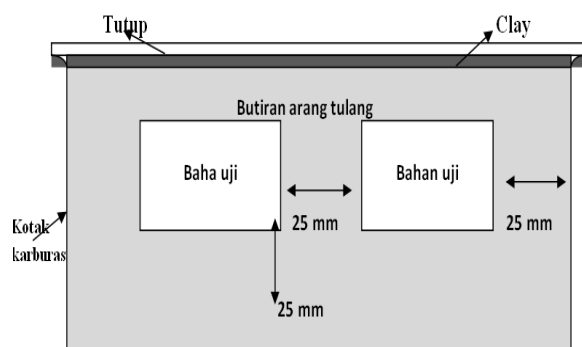 Tutup
Clay
Butiran arang tulang
Baha uji
Bahan uji
25 mm
25 mm
Kotak
karburas
25 mm